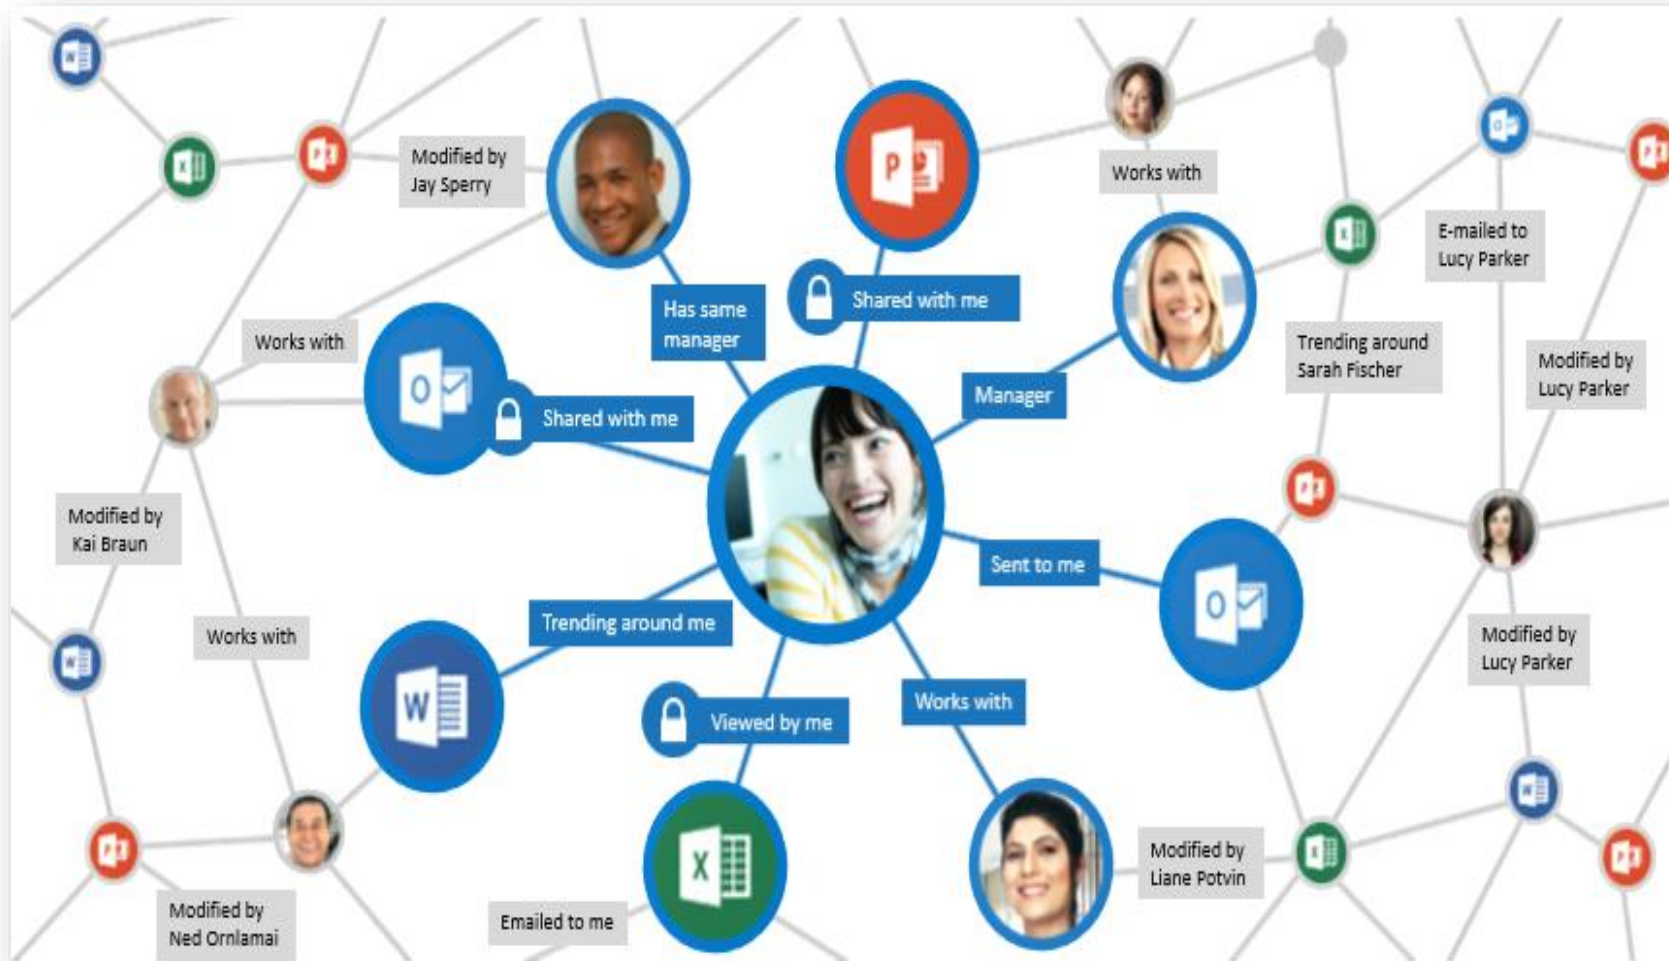 Modified by
Jay Sperry
Works with
E-mailed to
Lucy Parker
Has same
manager
Shared with me
Works with
Trending around
Sarah Fischer
Modified by
Lucy Parker
Manager
Shared with me
Modified by
Kai Braun
Sent to me
Trending around me
Works with
Modified by
Lucy Parker
Viewed by me
Works with
Modified by
Liane Potvin
Modified by
Ned Ornlamai
Emailed to me
P
O
O
W
X